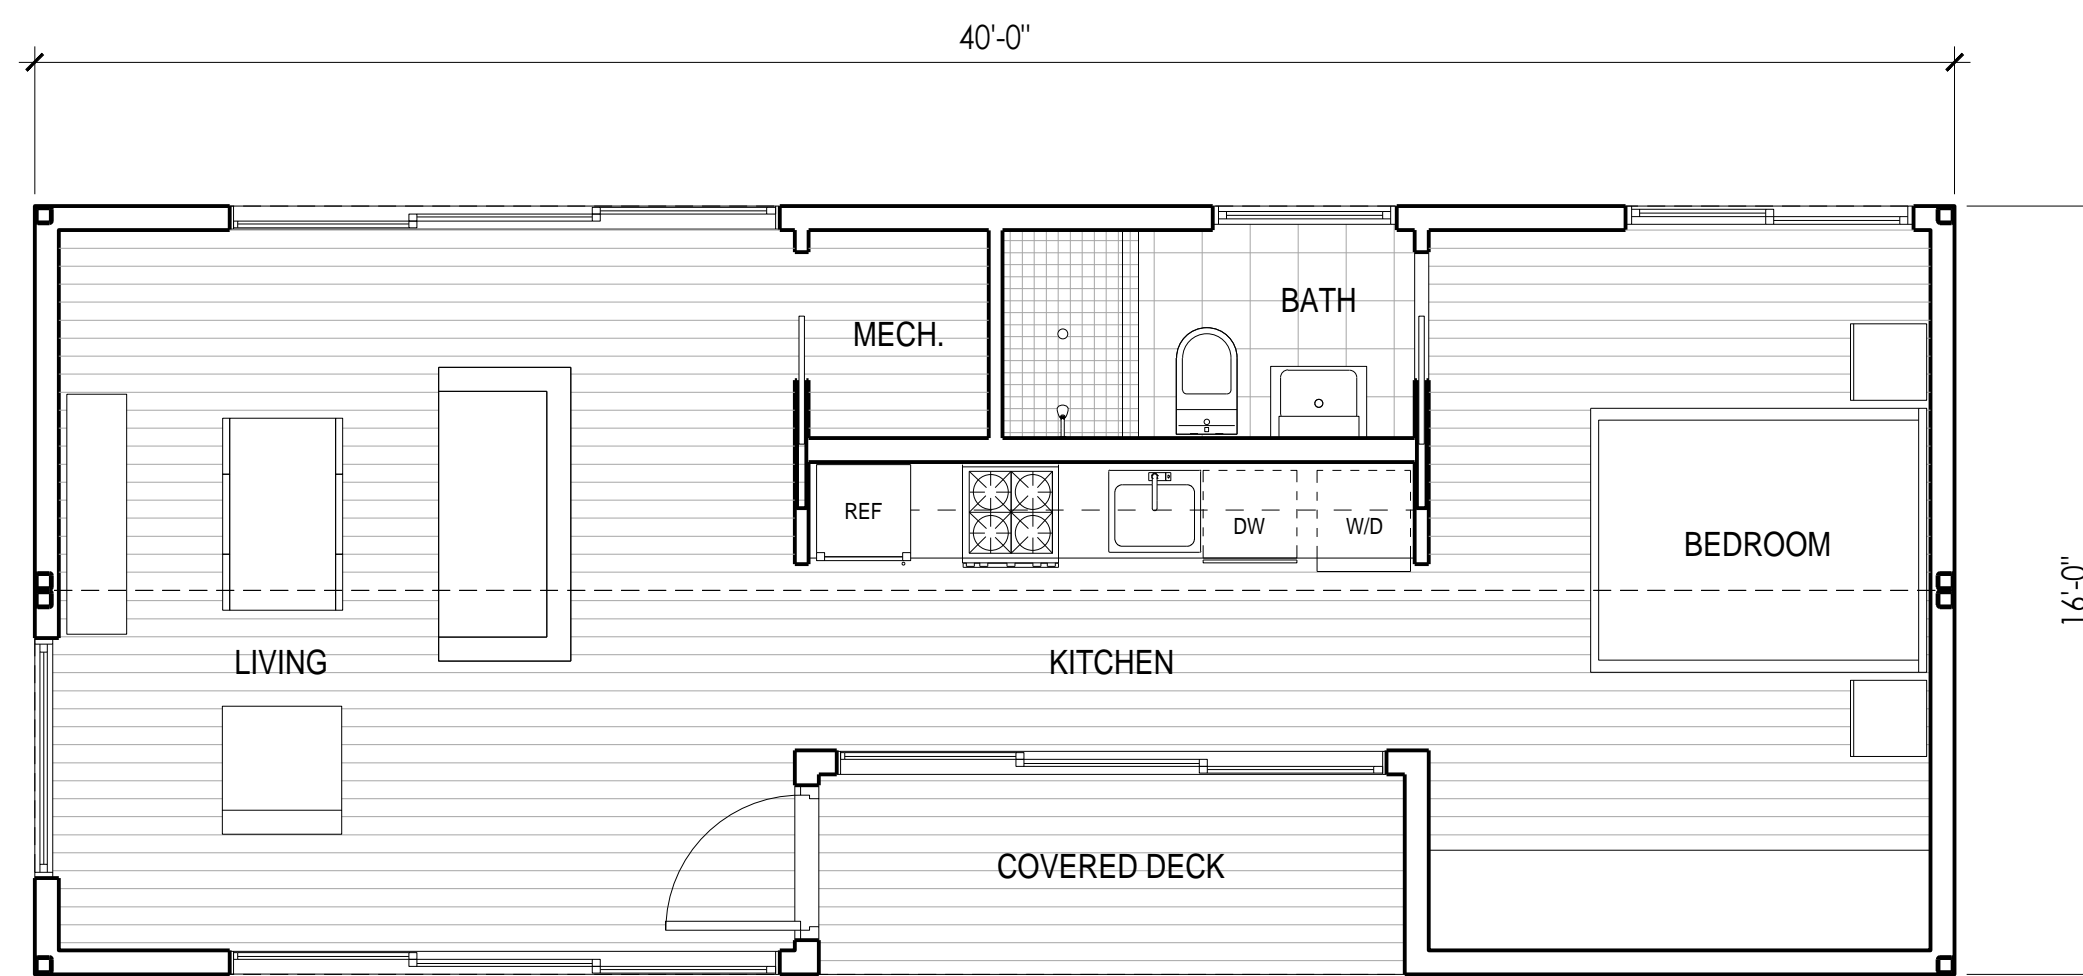 40'-0"
MECH.
BATH
REF
DW
W/D
BEDROOM
16'-0"
LIVING
KITCHEN
COVERED DECK